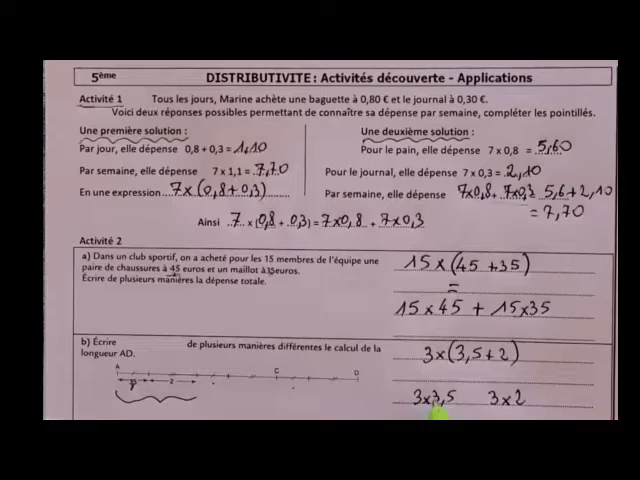 5ème DISTRIBUTIVITE : Activités découverte - Applications
Activité 1 Tous les jours, Marine achète une baguette à 0,80 € et le journal à 0,30 €.
Voici deux réponses possibles permettant de connaître sa dépense par semaine, compléter les pointillés.
Une première solution :
Par jour, elle dépense 0,8 + 0,3 = 1,10
Par semaine, elle dépense 7 x 1,1 = 7,70
En une expression 7 x (0,8 + 0,3)
Une deuxième solution :
Pour le pain, elle dépense 7 x 0,8 = 5,60
Pour le journal, elle dépense 7 x 0,3 = 2,10
Par semaine, elle dépense 7x0,8 + 7x0,3 = 5,6 + 2,10
= 7,70
Ainsi 7 x (0,8 + 0,3) = 7x0,8 + 7x0,3
Activité 2
a) Dans un club sportif, on a acheté pour les 15 membres de l'équipe une
paire de chaussures à 45 euros et un maillot à 35 euros.
Écrire de plusieurs manières la dépense totale.
15 x (45 + 35)
=
15 x 45 + 15 x 35
b) Écrire de plusieurs manières différentes le calcul de la
longueur AD.
A C D
2
3 x (3,5 + 2)
3 x 3,5 3 x 2